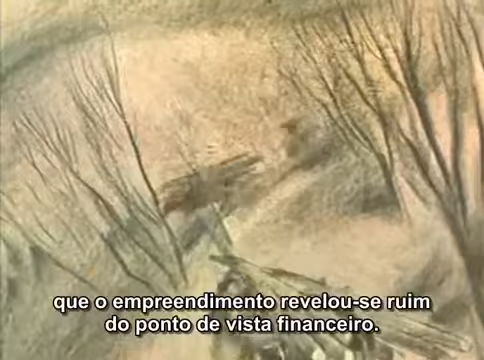 que o empreendimento revelou-se ruim
do ponto de vista financeiro.